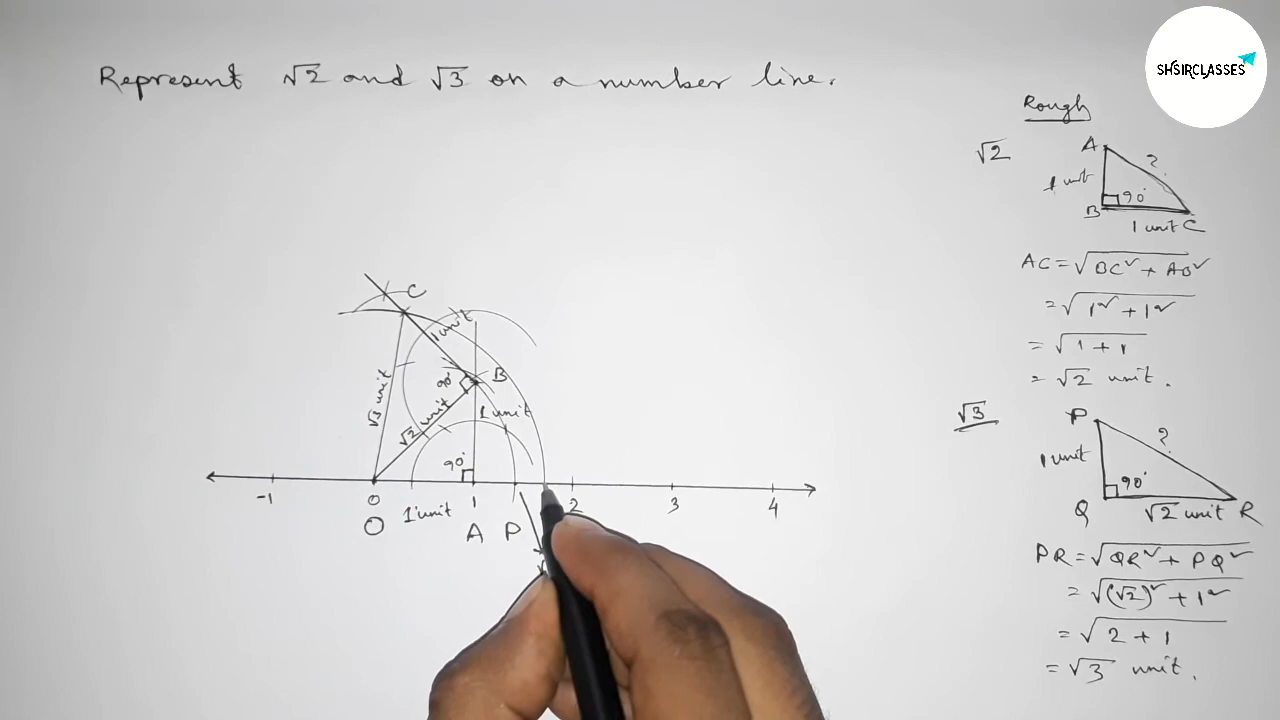 Represent √2 and √3 on a number line.
SHSIRCLASSES
Rough
√2
A
?
1 unit
90°
B
1 unit C
AC = √BC² + AB²
= √1² + 1²
= √1 + 1
= √2 unit.
√3
P
?
1 unit
90°
Q
√2 unit R
PR = √QR² + PQ²
= √(√2)² + 1²
= √2 + 1
= √3 unit.
C
1 unit
90°
B
√3 unit
√2 unit
1 unit
90°
-1 0 1 2 3 4
O 1 unit A P